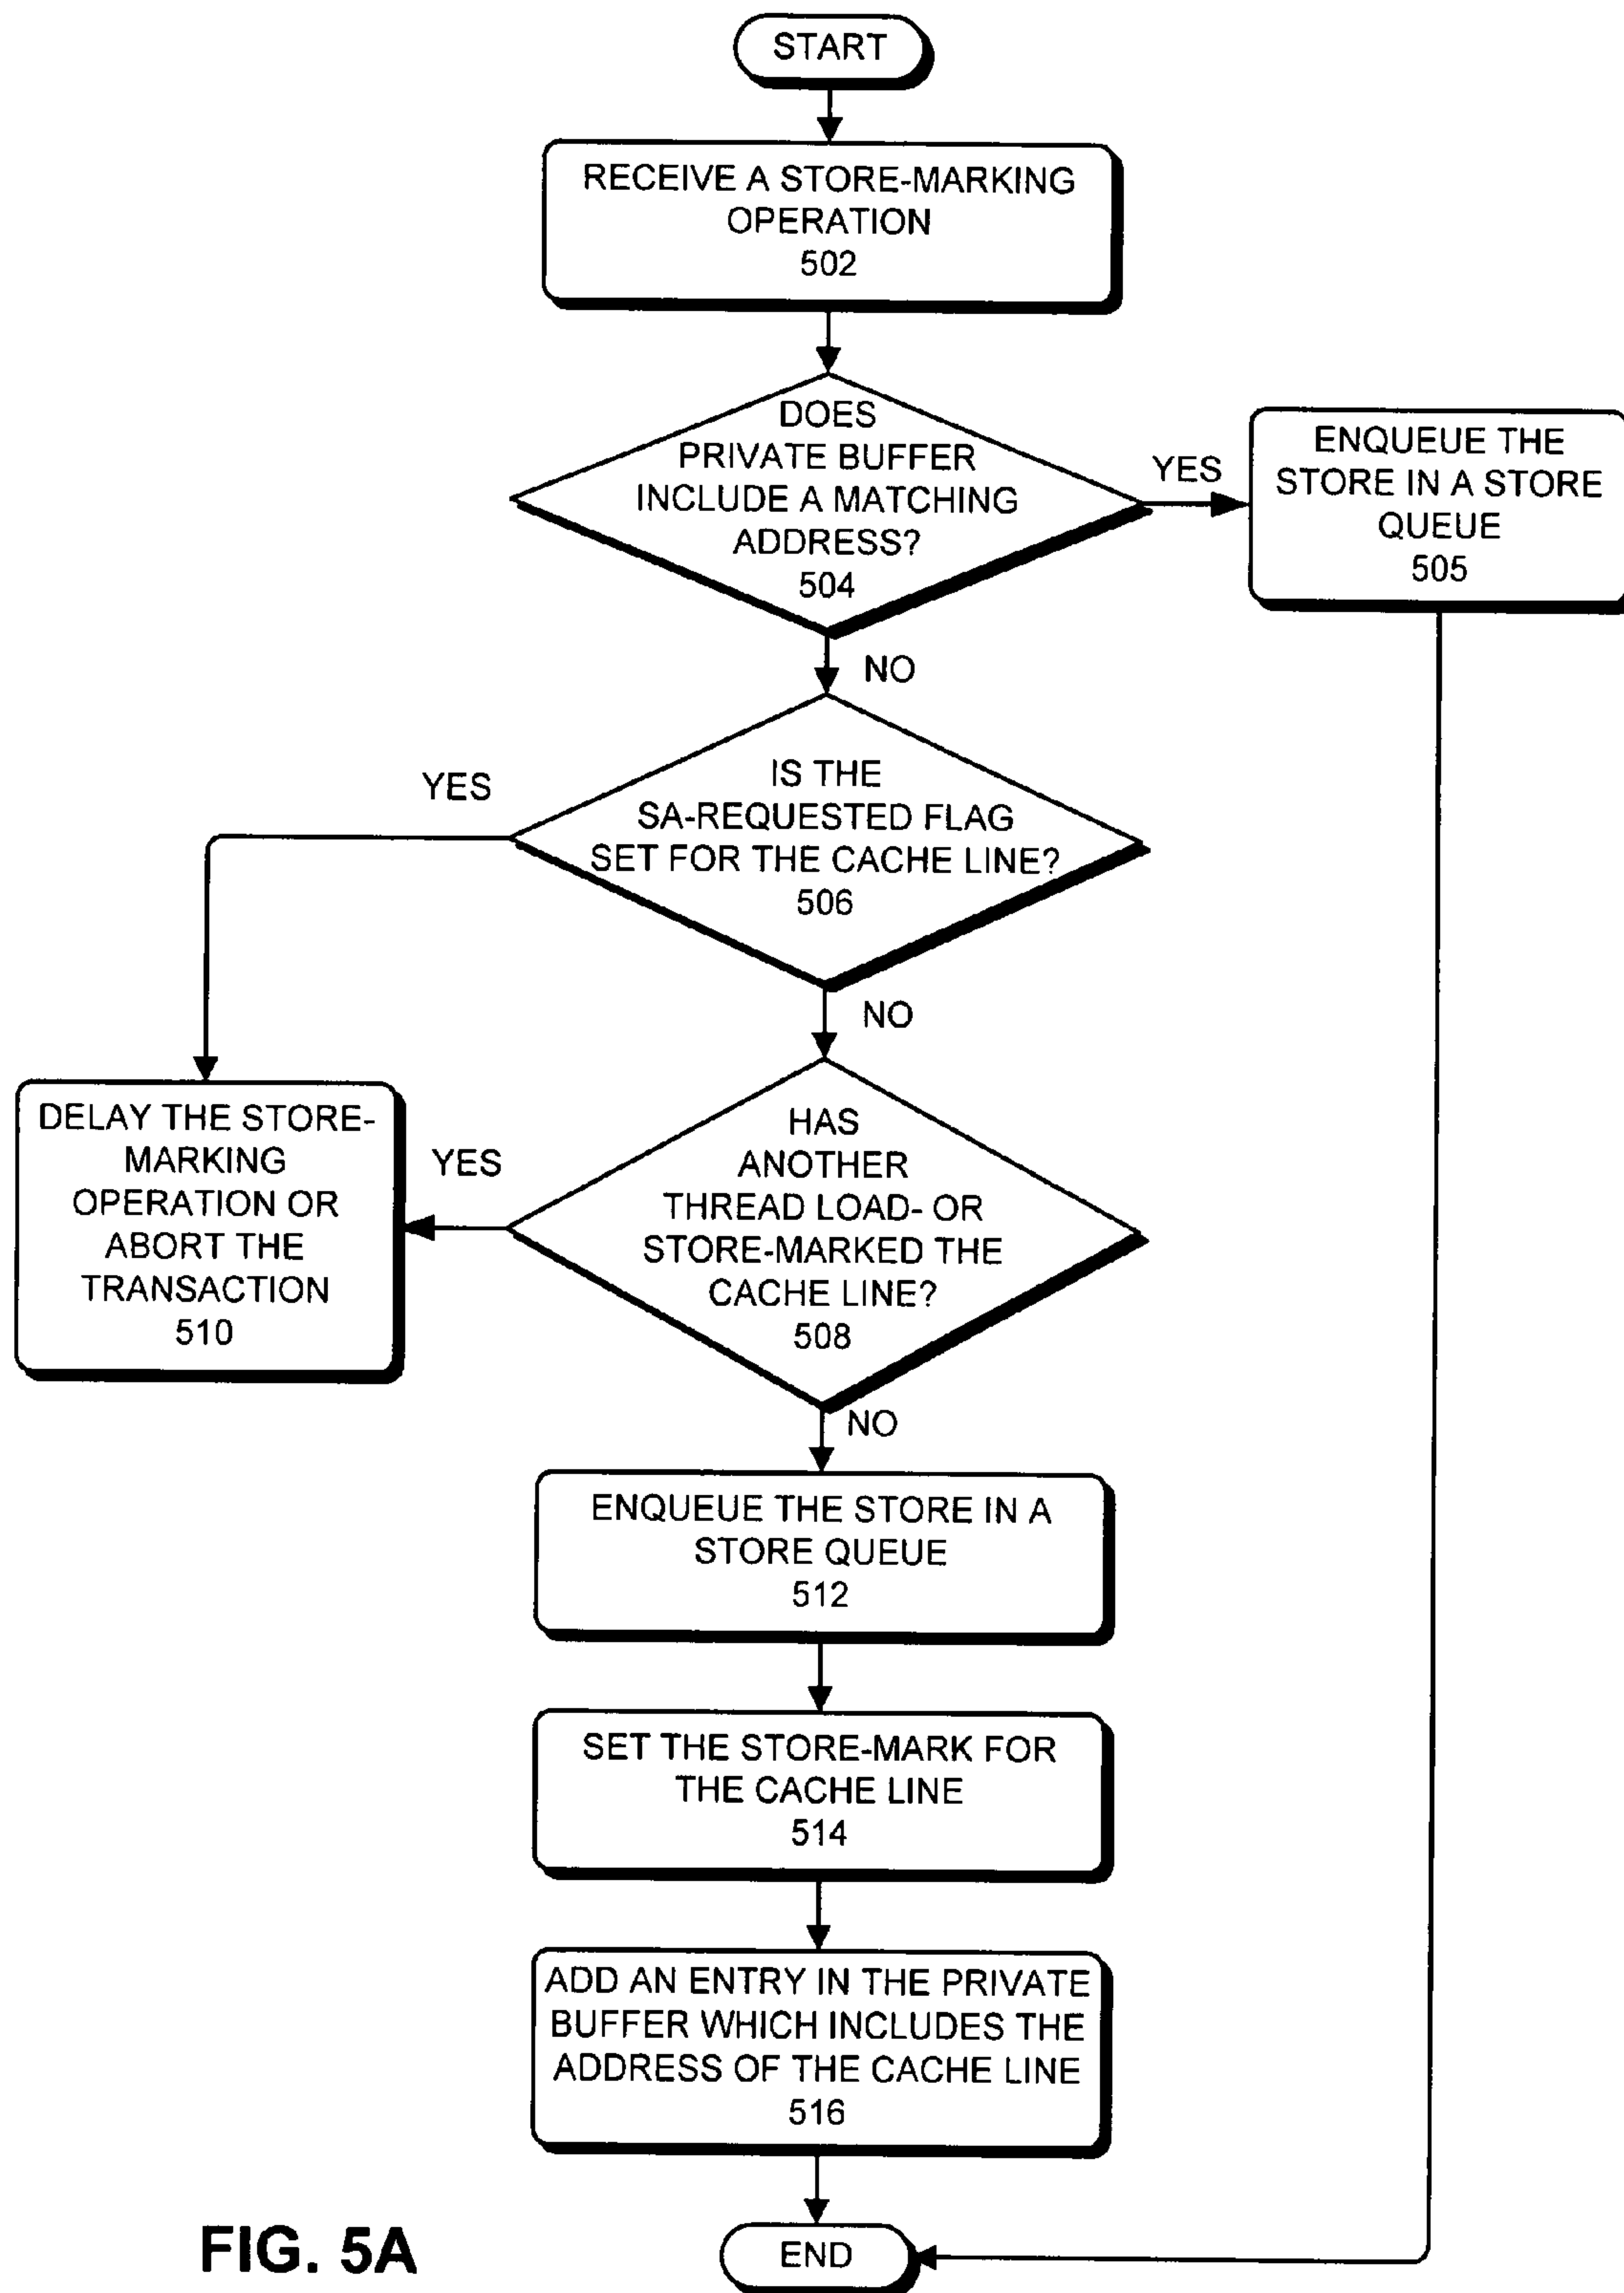 START
RECEIVE A STORE-MARKING
OPERATION
502
DOES
PRIVATE BUFFER
INCLUDE A MATCHING
ADDRESS?
504
YES
ENQUEUE THE
STORE IN A STORE
QUEUE
505
NO
IS THE
SA-REQUESTED FLAG
SET FOR THE CACHE LINE?
506
YES
NO
HAS
ANOTHER
THREAD LOAD- OR
STORE-MARKED THE
CACHE LINE?
508
YES
DELAY THE STORE-
MARKING
OPERATION OR
ABORT THE
TRANSACTION
510
NO
ENQUEUE THE STORE IN A
STORE QUEUE
512
SET THE STORE-MARK FOR
THE CACHE LINE
514
ADD AN ENTRY IN THE PRIVATE
BUFFER WHICH INCLUDES THE
ADDRESS OF THE CACHE LINE
516
END
FIG. 5A